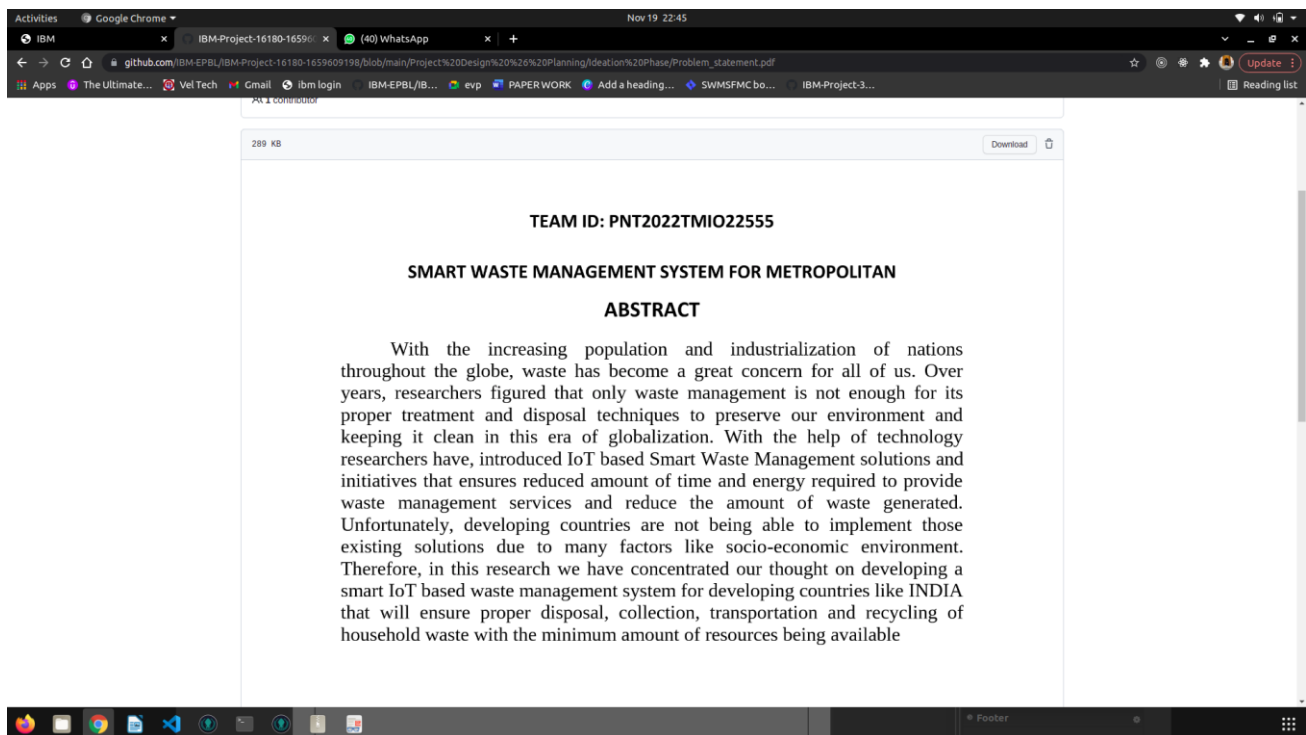 Activities Google Chrome Nov 19 22:45
IBM IBM-Project-16180-16596 (40) WhatsApp
github.com/IBM-EPBL/IBM-Project-16180-1659609198/blob/main/Project%20Design%20%26%20Planning/Ideation%20Phase/Problem_statement.pdf Update
Apps The Ultimate... Vel Tech Gmail ibm login IBM-EPBL/IB... evp PAPER WORK Add a heading... SWMSFMC bo... IBM-Project-3... Reading list
1 contributor
289 KB Download
TEAM ID: PNT2022TMIO22555
SMART WASTE MANAGEMENT SYSTEM FOR METROPOLITAN
ABSTRACT
With the increasing population and industrialization of nations
throughout the globe, waste has become a great concern for all of us. Over
years, researchers figured that only waste management is not enough for its
proper treatment and disposal techniques to preserve our environment and
keeping it clean in this era of globalization. With the help of technology
researchers have, introduced IoT based Smart Waste Management solutions and
initiatives that ensures reduced amount of time and energy required to provide
waste management services and reduce the amount of waste generated.
Unfortunately, developing countries are not being able to implement those
existing solutions due to many factors like socio-economic environment.
Therefore, in this research we have concentrated our thought on developing a
smart IoT based waste management system for developing countries like INDIA
that will ensure proper disposal, collection, transportation and recycling of
household waste with the minimum amount of resources being available
Footer